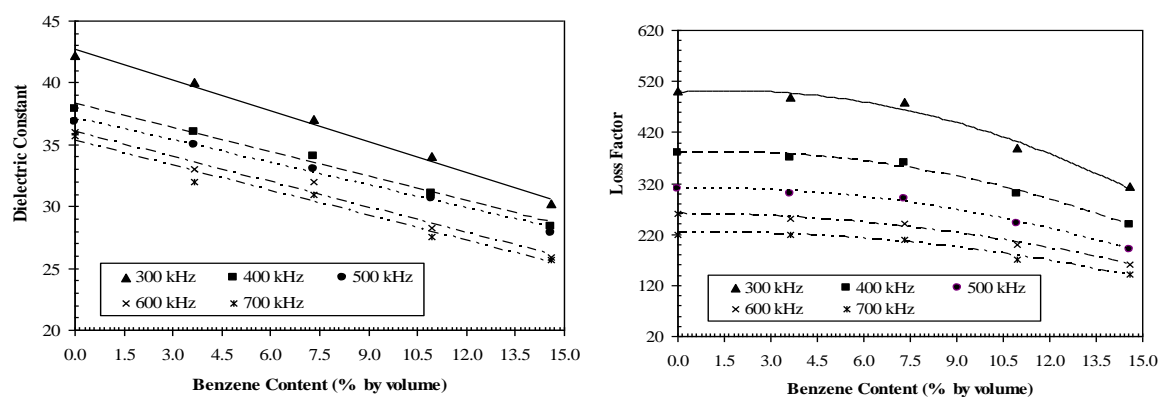 45
40
35
30
25
20
Dielectric Constant
300 kHz 400 kHz 500 kHz
600 kHz 700 kHz
0.0 1.5 3.0 4.5 6.0 7.5 9.0 10.5 12.0 13.5 15.0
Benzene Content (% by volume)
620
520
420
320
220
120
20
Loss Factor
300 kHz 400 kHz 500 kHz
600 kHz 700 kHz
0.0 1.5 3.0 4.5 6.0 7.5 9.0 10.5 12.0 13.5 15.0
Benzene Content (% by volume)